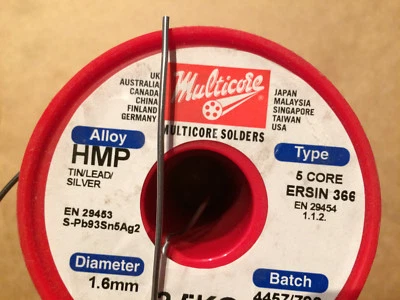 UK
AUSTRALIA
CANADA
CHINA
FINLAND
GERMANY
Multicore
JAPAN
MALAYSIA
SINGAPORE
TAIWAN
USA
MULTICORE SOLDERS
Alloy
HMP
TIN/LEAD/
SILVER
EN 29453
S-Pb93Sn5Ag2
Type
5 CORE
ERSIN 366
EN 29454
1.1.2.
Diameter
1.6mm
Batch